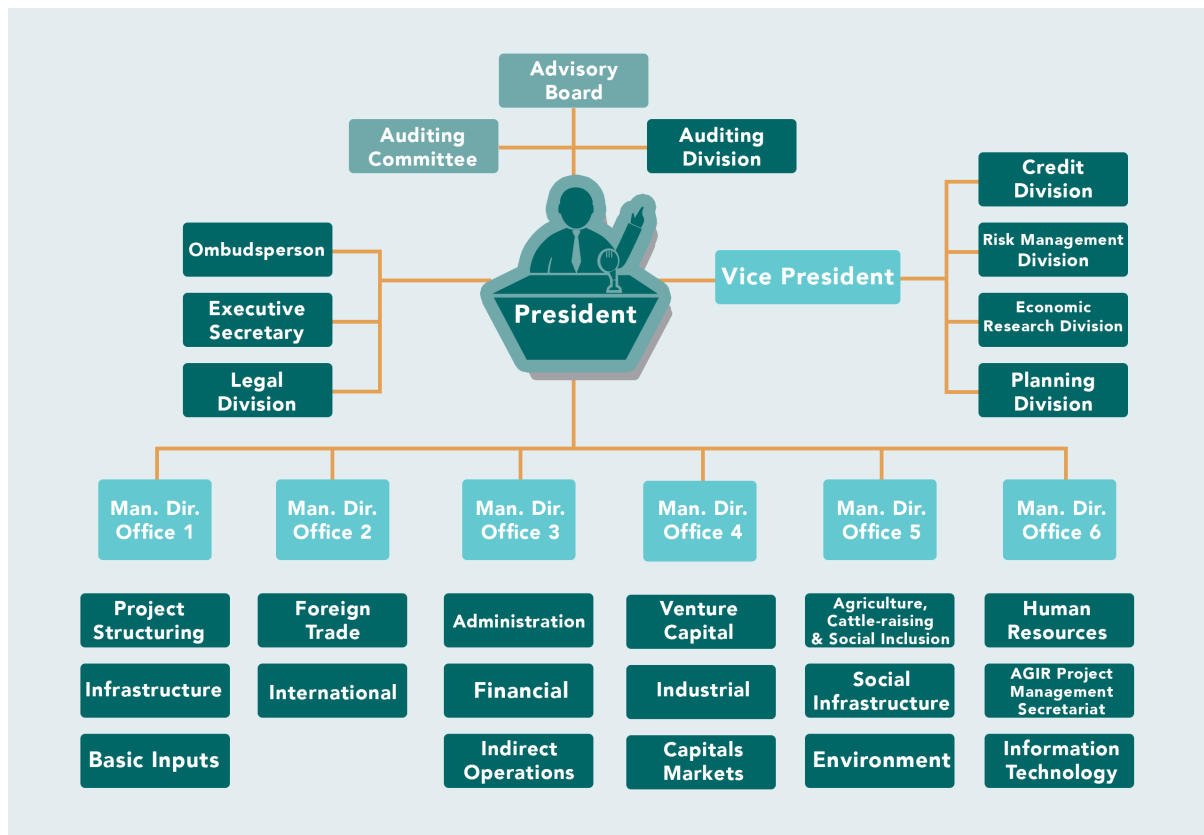 Advisory
Board
Auditing
Committee
Auditing
Division
Ombudsperson
Executive
Secretary
Legal
Division
President
Vice President
Credit
Division
Risk Management
Division
Economic
Research Division
Planning
Division
Man. Dir.
Office 1
Man. Dir.
Office 2
Man. Dir.
Office 3
Man. Dir.
Office 4
Man. Dir.
Office 5
Man. Dir.
Office 6
Project
Structuring
Infrastructure
Basic Inputs
Foreign
Trade
International
Administration
Financial
Indirect
Operations
Venture
Capital
Industrial
Capitals
Markets
Agriculture,
Cattle-raising
& Social Inclusion
Social
Infrastructure
Environment
Human
Resources
AGIR Project
Management
Secretariat
Information
Technology